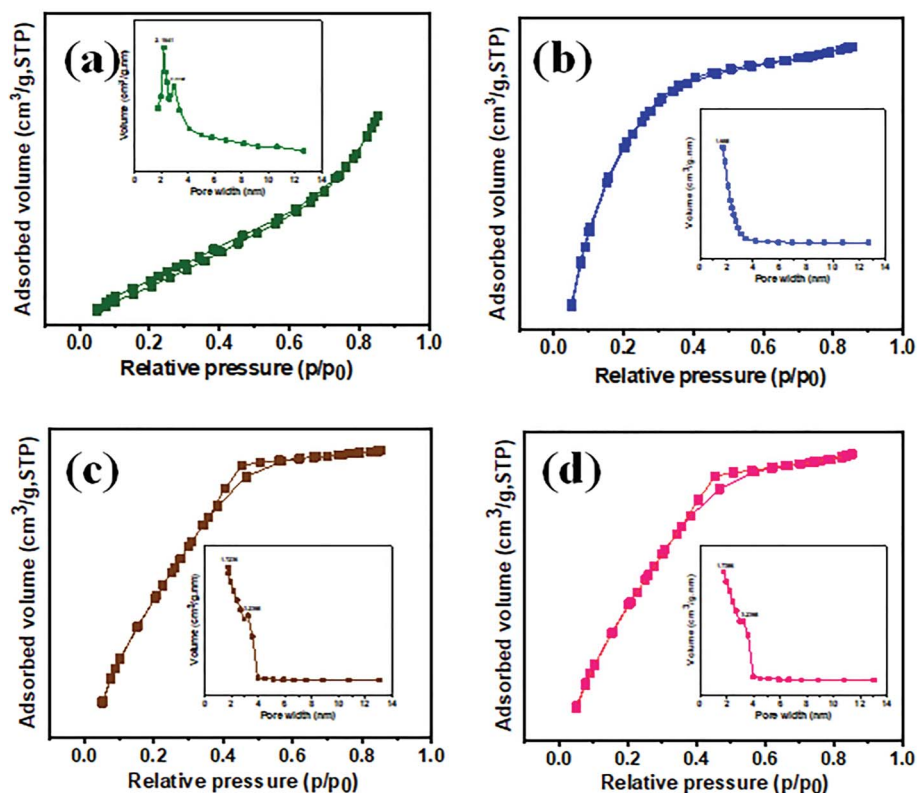 (a)
Adsorbed volume (cm³/g,STP)
Volume (cm³/g.nm)
0 2 4 6 8 10 12 14
Pore width (nm)
0.0 0.2 0.4 0.6 0.8 1.0
Relative pressure (p/p0)
(b)
Adsorbed volume (cm³/g,STP)
Volume (cm³/g.nm)
0 2 4 6 8 10 12 14
Pore width (nm)
0.0 0.2 0.4 0.6 0.8 1.0
Relative pressure (p/p0)
(c)
Adsorbed volume (cm³/g,STP)
Volume (cm³/g.nm)
3.2398
0 2 4 6 8 10 12 14
Pore width (nm)
0.0 0.2 0.4 0.6 0.8 1.0
Relative pressure (p/p0)
(d)
Adsorbed volume (cm³/g,STP)
Volume (cm³/g.nm)
3.2398
0 2 4 6 8 10 12 14
Pore width (nm)
0.0 0.2 0.4 0.6 0.8 1.0
Relative pressure (p/p0)